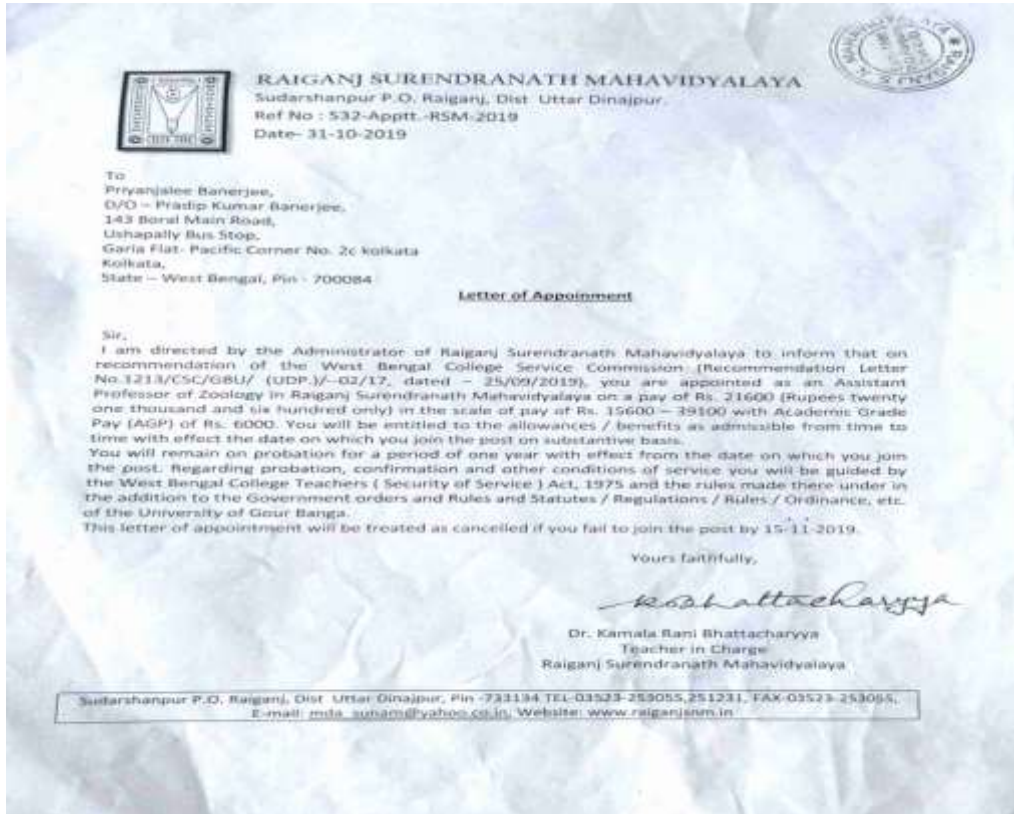 RAIGANJ SURENDRANATH MAHAVIDYALAYA
Sudarshanpur P.O. Raiganj, Dist Uttar Dinajpur.
Ref No : 532-Apptt.-RSM-2019
Date- 31-10-2019
To
Priyanjalee Banerjee,
D/O – Pradip Kumar Banerjee,
143 Boral Main Road,
Ushapally Bus Stop,
Garia Flat- Pacific Corner No. 2c kolkata
Kolkata,
State – West Bengal, Pin - 700084
Letter of Appoinment
Sir,
I am directed by the Administrator of Raiganj Surendranath Mahavidyalaya to inform that on
recommendation of the West Bengal College Service Commission (Recommendation Letter
No.1213/CSC/GBU/ (UDP.)/--02/17, dated – 25/09/2019), you are appointed as an Assistant
Professor of Zoology in Raiganj Surendranath Mahavidyalaya on a pay of Rs. 21600 (Rupees twenty
one thousand and six hundred only) in the scale of pay of Rs. 15600 – 39100 with Academic Grade
Pay (AGP) of Rs. 6000. You will be entitled to the allowances / benefits as admissible from time to
time with effect the date on which you join the post on substantive basis.
You will remain on probation for a period of one year with effect from the date on which you join
the post. Regarding probation, confirmation and other conditions of service you will be guided by
the West Bengal College Teachers ( Security of Service ) Act, 1975 and the rules made there under in
the addition to the Government orders and Rules and Statutes / Regulations / Rules / Ordinance, etc.
of the University of Gour Banga.
This letter of appointment will be treated as cancelled if you fail to join the post by 15-11-2019.
Yours faithfully,
KRBhattacharyya
Dr. Kamala Rani Bhattacharyya
Teacher in Charge
Raiganj Surendranath Mahavidyalaya
Sudarshanpur P.O. Raiganj, Dist Uttar Dinajpur, Pin -733134 TEL-03523-253055,251231, FAX-03523-253055,
E-mail: mda_sunam@yahoo.co.in, Website: www.raiganjsnm.in